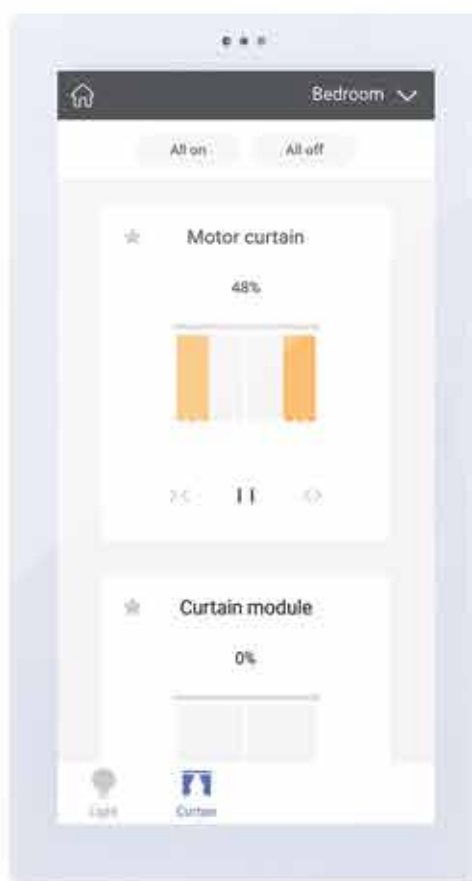 Bedroom
All on All off
Motor curtain
48%
Curtain module
0%
Light Curtain